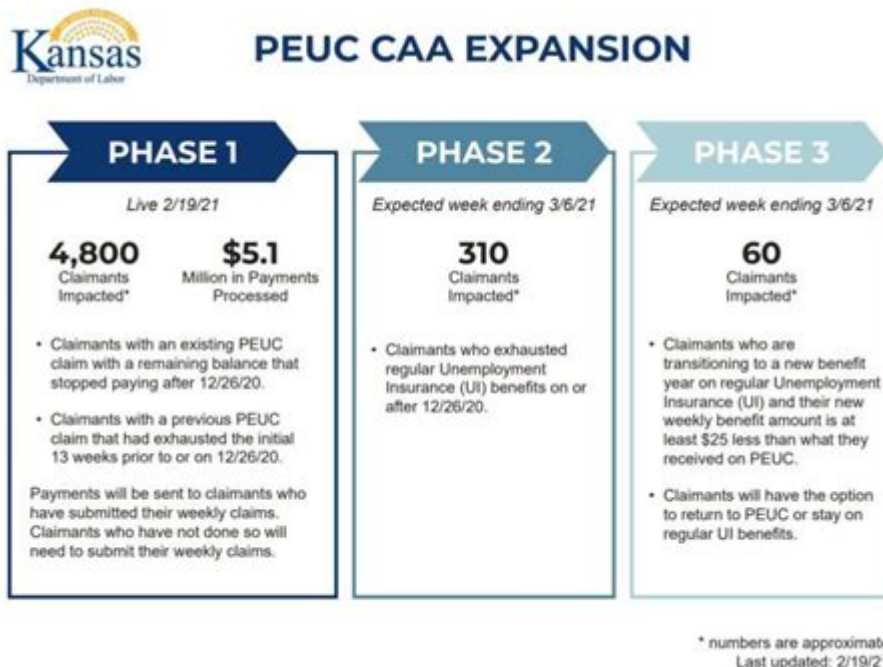 Kansas
Department of Labor
PEUC CAA EXPANSION
PHASE 1
Live 2/19/21
4,800
Claimants
Impacted*
$5.1
Million in Payments
Processed
• Claimants with an existing PEUC
claim with a remaining balance that
stopped paying after 12/26/20.
• Claimants with a previous PEUC
claim that had exhausted the initial
13 weeks prior to or on 12/26/20.
Payments will be sent to claimants who
have submitted their weekly claims.
Claimants who have not done so will
need to submit their weekly claims.
PHASE 2
Expected week ending 3/6/21
310
Claimants
Impacted*
• Claimants who exhausted
regular Unemployment
Insurance (UI) benefits on or
after 12/26/20.
PHASE 3
Expected week ending 3/6/21
60
Claimants
Impacted*
• Claimants who are
transitioning to a new benefit
year on regular Unemployment
Insurance (UI) and their new
weekly benefit amount is at
least $25 less than what they
received on PEUC.
• Claimants will have the option
to return to PEUC or stay on
regular UI benefits.
* numbers are approximate
Last updated: 2/19/2